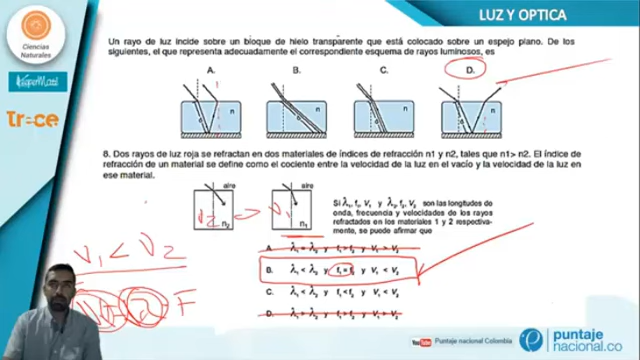 LUZ Y OPTICA
Ciencias
Naturales
Un rayo de luz incide sobre un bloque de hielo transparente que está colocado sobre un espejo plano. De los
siguientes, el que representa adecuadamente el correspondiente esquema de rayos luminosos, es
A. B. C. D.
n n n n
Tr ce
8. Dos rayos de luz roja se refractan en dos materiales de índices de refracción n1 y n2, tales que n1> n2. El índice de
refracción de un material se define como el cociente entre la velocidad de la luz en el vacío y la velocidad de la luz en
ese material.
aire aire
V2 V1
n2 n1
Si λ1, f1, V1 y λ2, f2, V2 son las longitudes de
onda, frecuencia y velocidades de los rayos
refractados en los materiales 1 y 2 respectiva-
mente, se puede afirmar que
A. λ1 = λ2 y f1 > f2 y V1 > V2
B. λ1 < λ2 y f1 = f2 y V1 < V2
C. λ1 < λ2 y f1 < f2 y V1 < V2
D. λ1 > λ2 y f1 > f2 y V1 > V2
V1 < V2
F
YouTube Puntaje nacional Colombia
puntaje
nacional.co